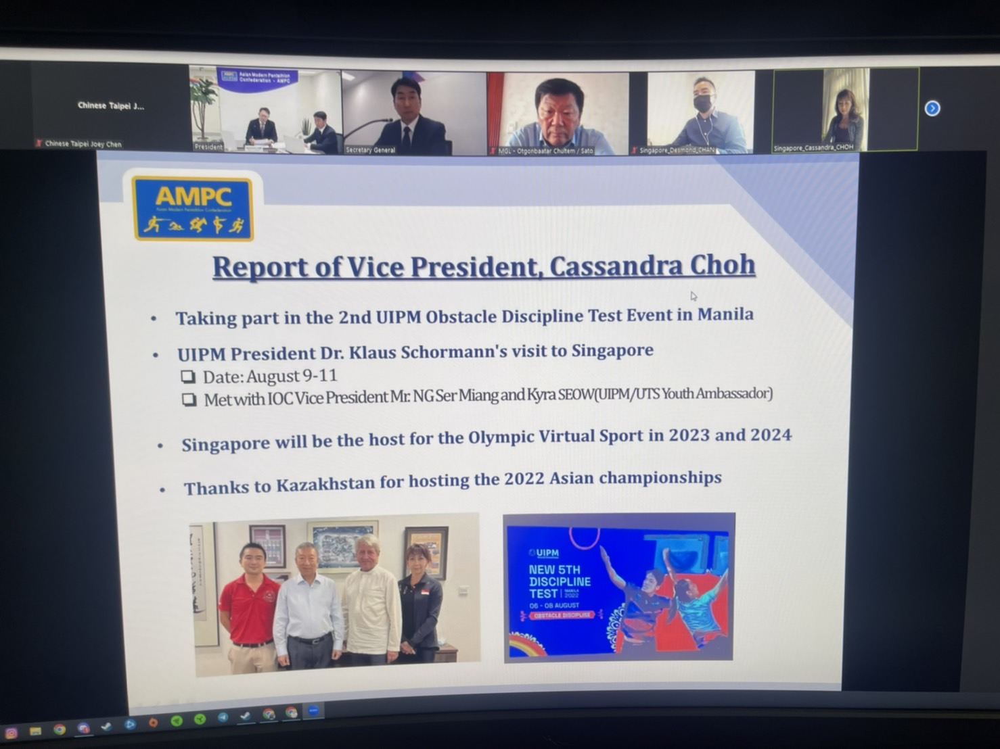 Chinese Taipei J...
Chinese Taipei Joey Chen
AMPC
Asian Modern Pentathlon
Confederation - AMPC
President
Secretary General
MGL - Otgonbaatar Chultem / Sato
Singapore_Desmond_CHAN
Singapore_Cassandra_CHOH
AMPC
Asian Modern Pentathlon Confederation
Report of Vice President, Cassandra Choh
• Taking part in the 2nd UIPM Obstacle Discipline Test Event in Manila
• UIPM President Dr. Klaus Schormann's visit to Singapore
❑ Date: August 9-11
❑ Met with IOC Vice President Mr. NG Ser Miang and Kyra SEOW(UIPM/UTS Youth Ambassador)
• Singapore will be the host for the Olympic Virtual Sport in 2023 and 2024
• Thanks to Kazakhstan for hosting the 2022 Asian championships
UIPM
NEW 5TH
DISCIPLINE
TEST | MANILA 2022
06 - 08 AUGUST
OBSTACLE DISCIPLINE